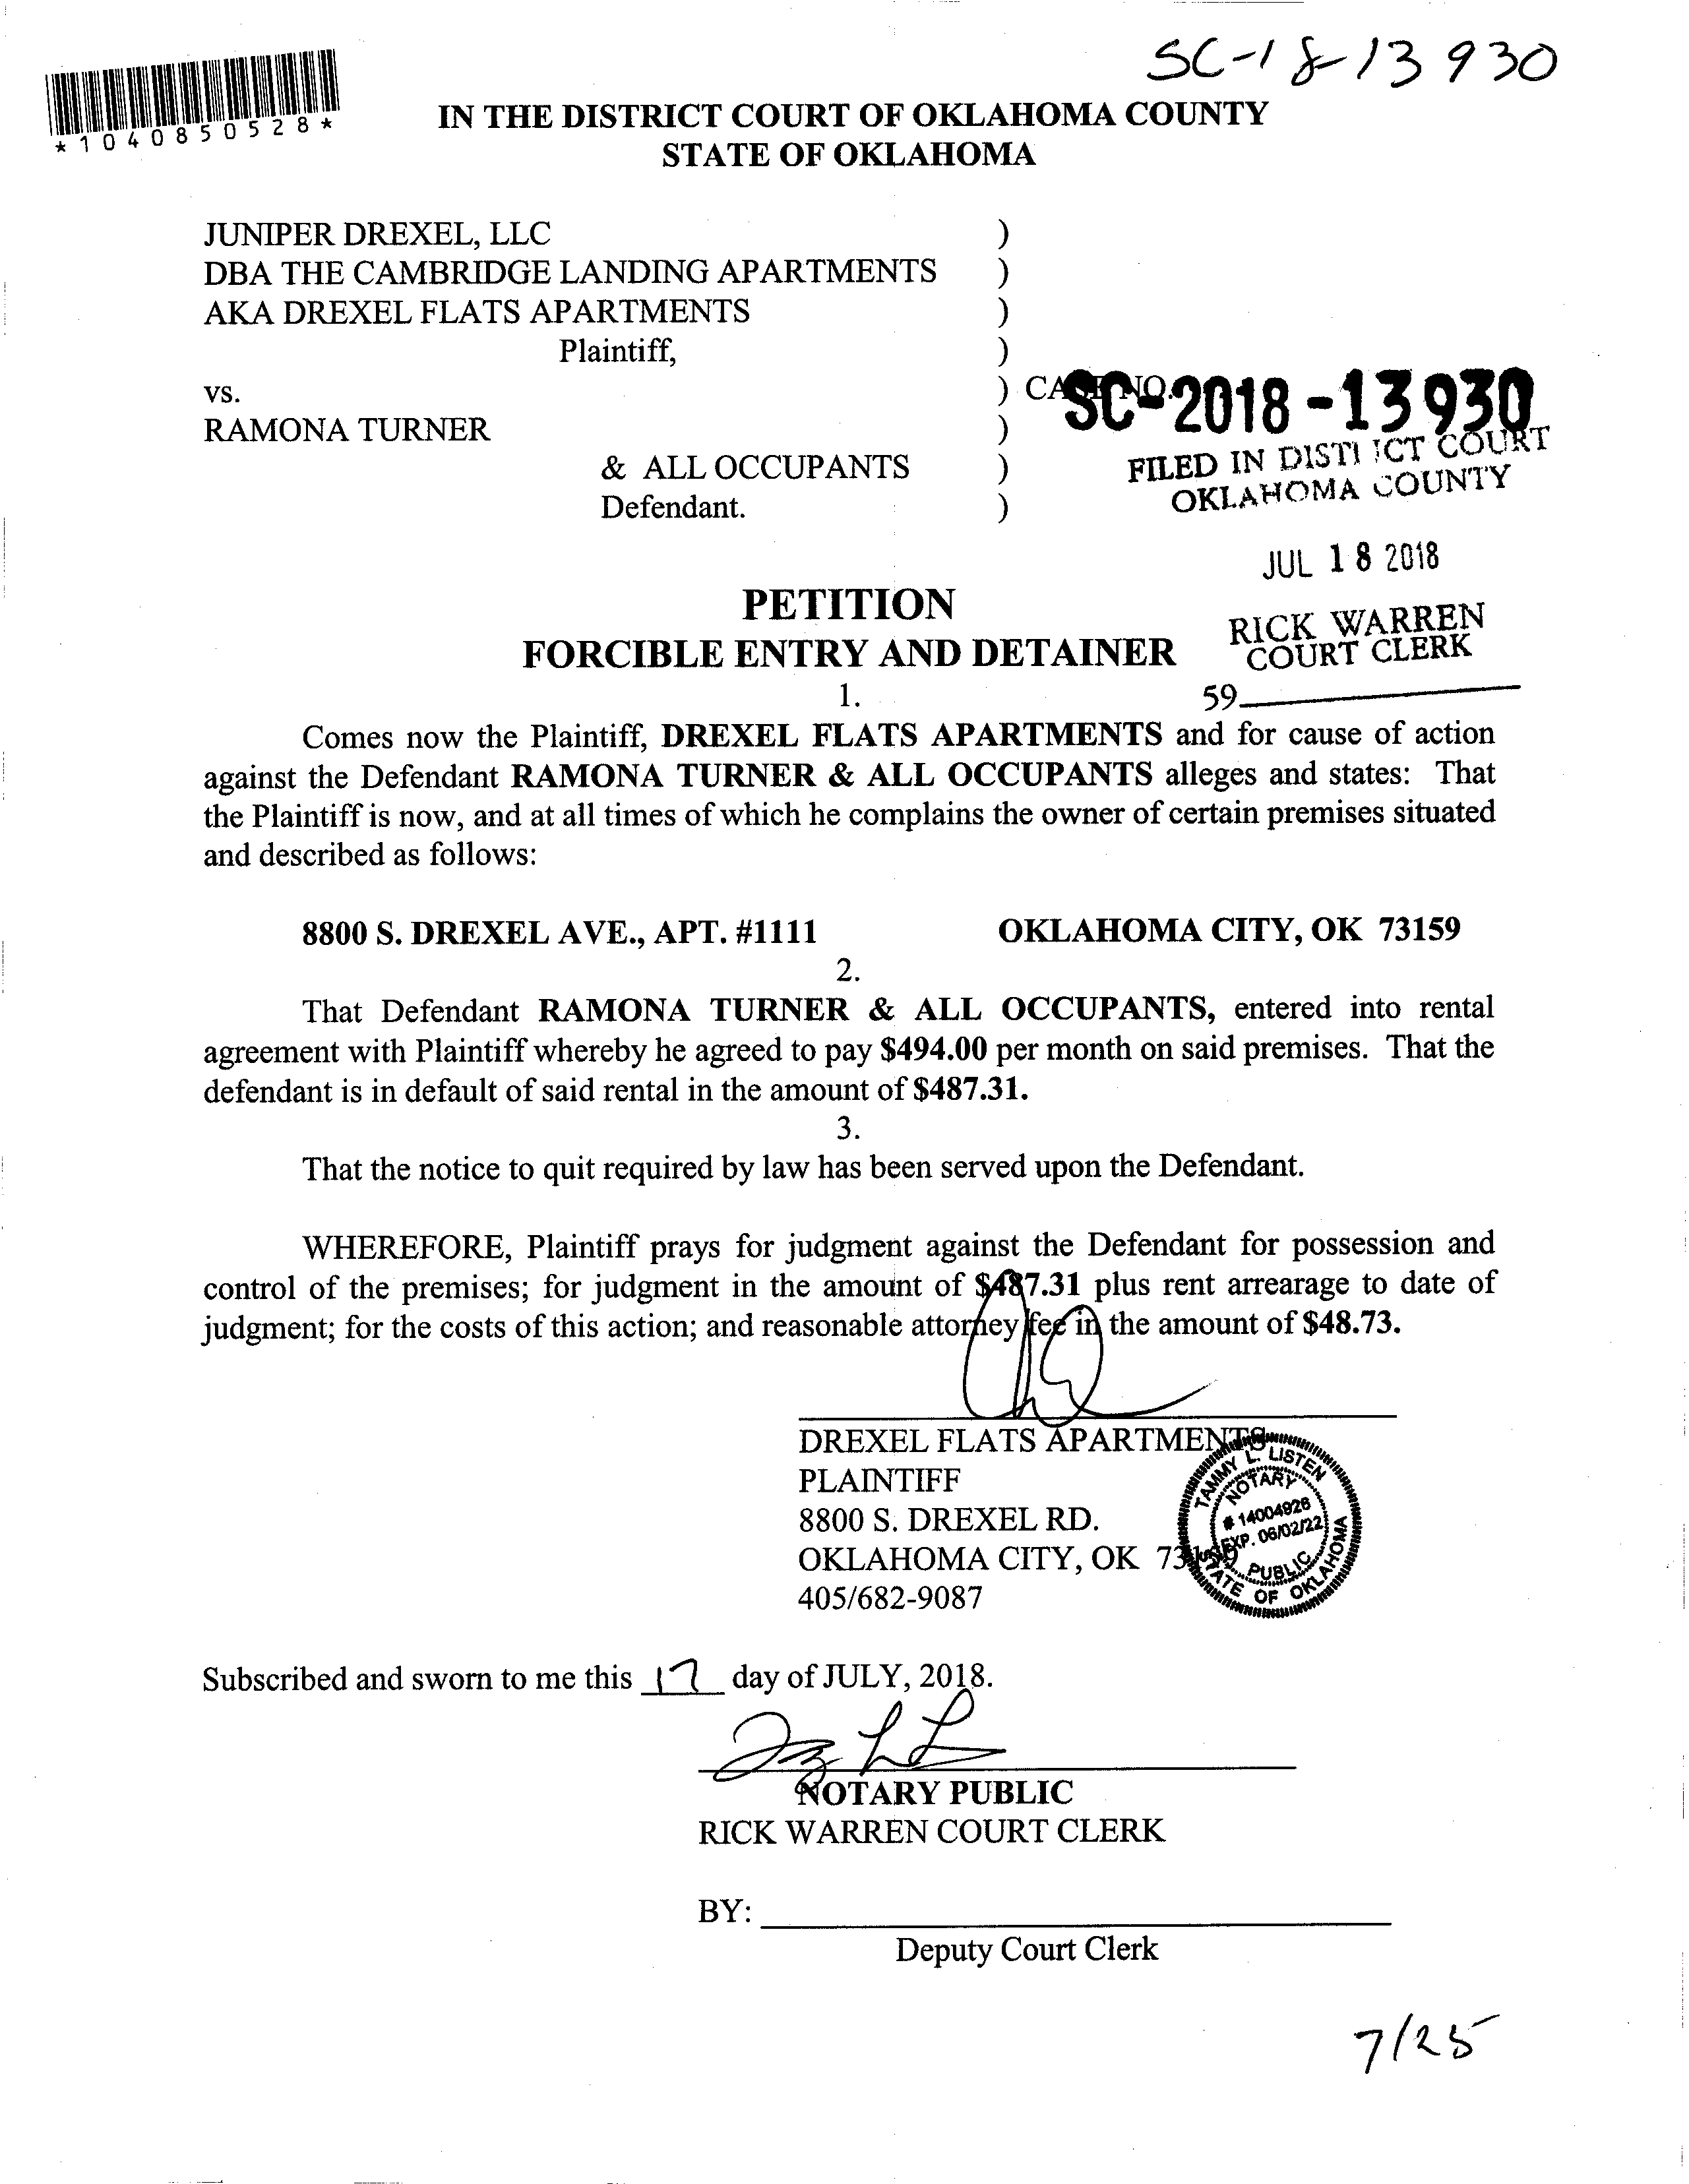 SC-18-13930
*1040850528*
IN THE DISTRICT COURT OF OKLAHOMA COUNTY
STATE OF OKLAHOMA
JUNIPER DREXEL, LLC )
DBA THE CAMBRIDGE LANDING APARTMENTS )
AKA DREXEL FLATS APARTMENTS )
Plaintiff, )
vs. ) CASE NO. SC-2018-13930
RAMONA TURNER )
& ALL OCCUPANTS )
Defendant. )
FILED IN DISTRICT COURT
OKLAHOMA COUNTY
JUL 18 2018
RICK WARREN
COURT CLERK
59
PETITION
FORCIBLE ENTRY AND DETAINER
1.
Comes now the Plaintiff, DREXEL FLATS APARTMENTS and for cause of action
against the Defendant RAMONA TURNER & ALL OCCUPANTS alleges and states: That
the Plaintiff is now, and at all times of which he complains the owner of certain premises situated
and described as follows:
8800 S. DREXEL AVE., APT. #1111 OKLAHOMA CITY, OK 73159
2.
That Defendant RAMONA TURNER & ALL OCCUPANTS, entered into rental
agreement with Plaintiff whereby he agreed to pay $494.00 per month on said premises. That the
defendant is in default of said rental in the amount of $487.31.
3.
That the notice to quit required by law has been served upon the Defendant.
WHEREFORE, Plaintiff prays for judgment against the Defendant for possession and
control of the premises; for judgment in the amount of $487.31 plus rent arrearage to date of
judgment; for the costs of this action; and reasonable attorney fee in the amount of $48.73.
DREXEL FLATS APARTMENTS
PLAINTIFF
8800 S. DREXEL RD.
OKLAHOMA CITY, OK 73159
405/682-9087
TAMMY L. LISTEN
NOTARY
# 14004926
EXP. 06/02/22
PUBLIC
STATE OF OKLAHOMA
Subscribed and sworn to me this 17 day of JULY, 2018.
NOTARY PUBLIC
RICK WARREN COURT CLERK
BY:
Deputy Court Clerk
7/25